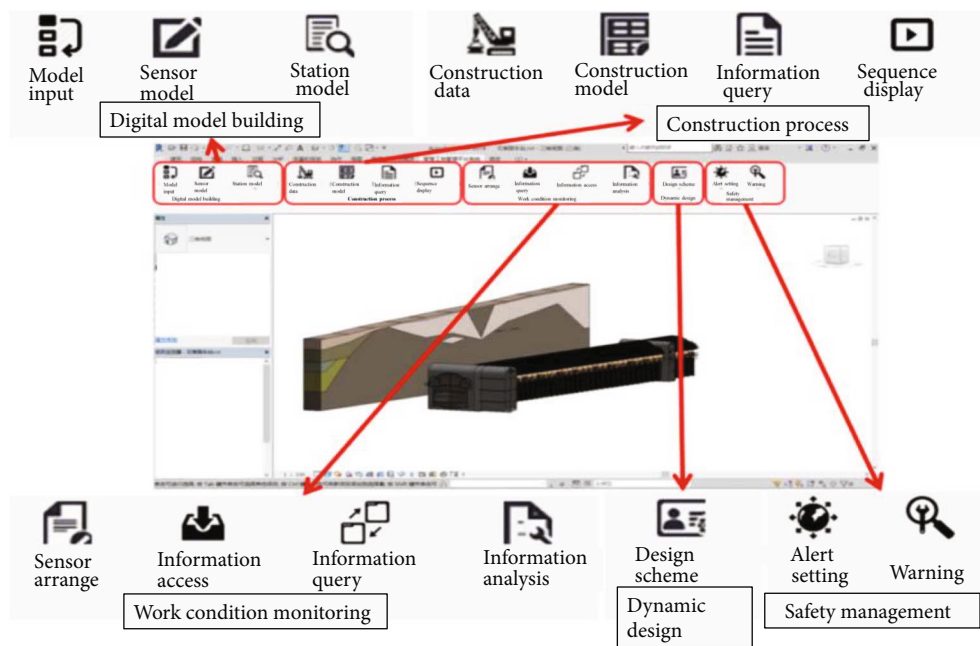 Model
input
Sensor
model
Station
model
Digital model building
Construction
data
Construction
model
Information
query
Sequence
display
Construction process
Model
input
Sensor
model
Station model
Digital model building
Construction
data
Construction
model
Information
query
Sequence
display
Construction process
Sensor arrange
Information
query
Information access
Information
analysis
Work condition monitoring
Design scheme
Dynamic design
Alert setting
Warning
Safety
management
Sensor
arrange
Information
access
Information
query
Information
analysis
Work condition monitoring
Design
scheme
Dynamic
design
Alert
setting
Warning
Safety management